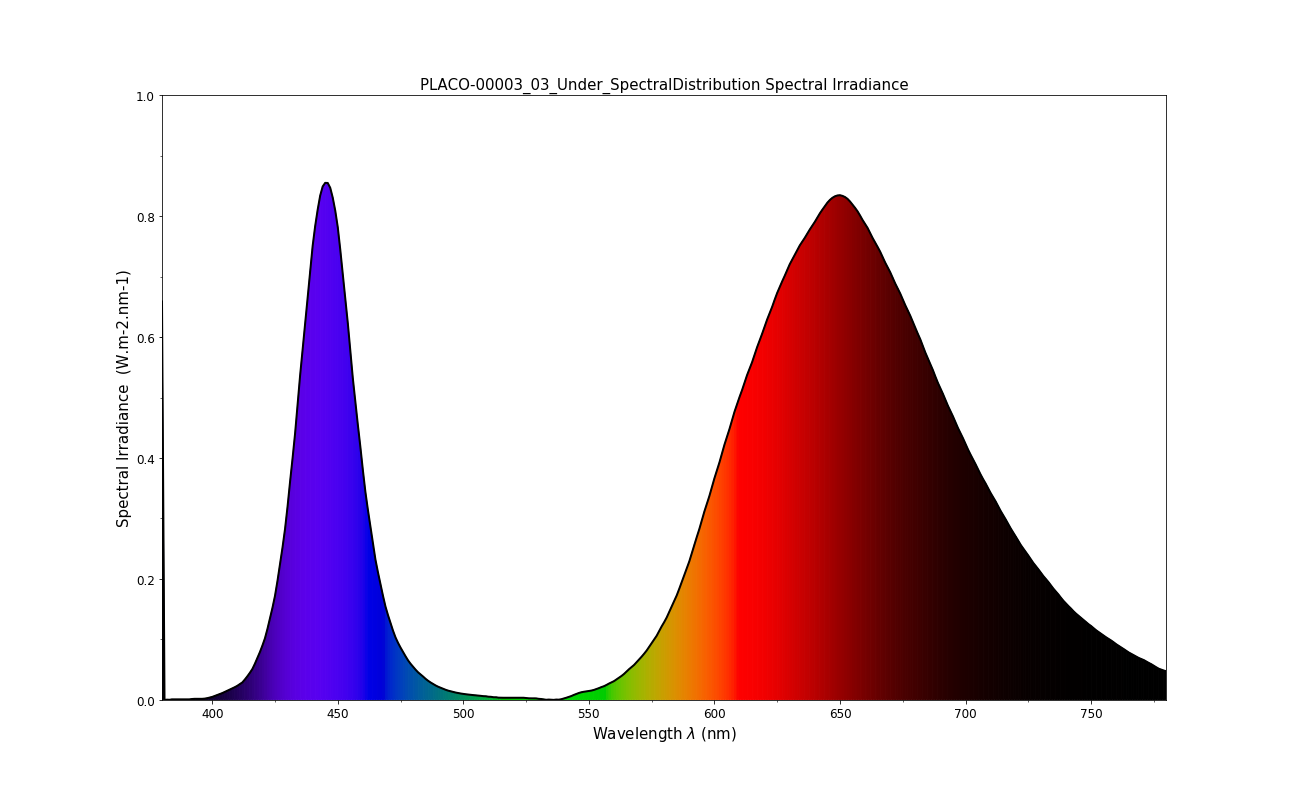 PLACO-00003_03_Under_SpectralDistribution Spectral Irradiance
1.0
0.8
0.6
0.4
0.2
0.0
Spectral Irradiance (W.m-2.nm-1)
400 450 500 550 600 650 700 750
Wavelength λ (nm)